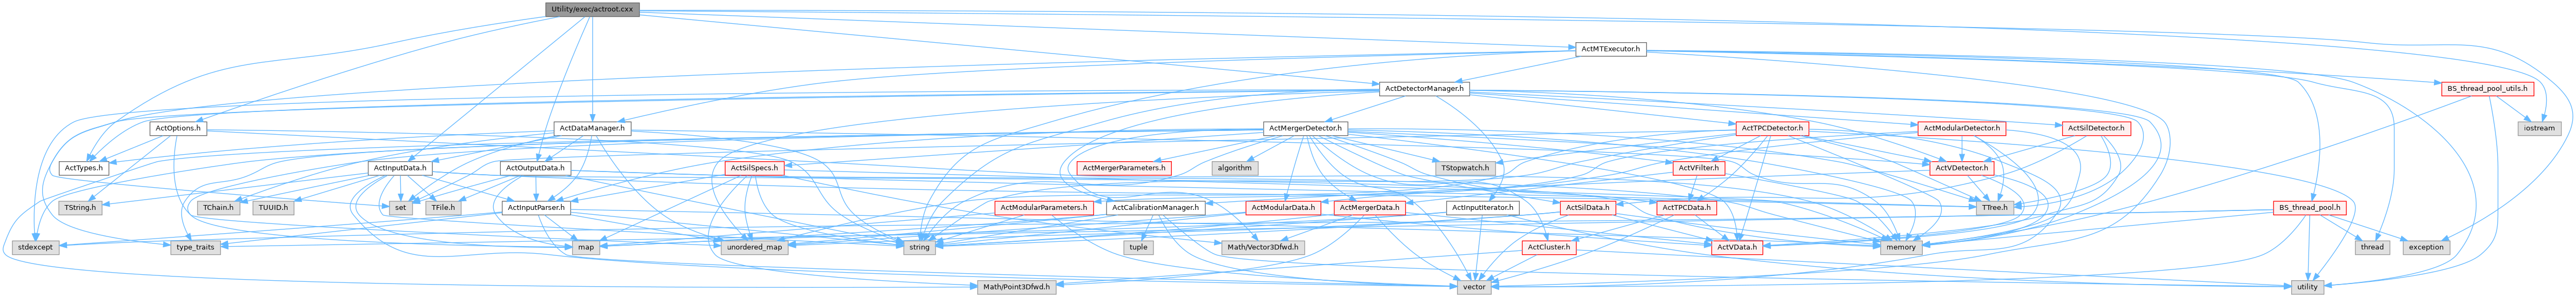 Utility/exec/actroot.cxx
ActMTExecutor.h
ActDetectorManager.h
BS_thread_pool_utils.h
ActOptions.h
ActDataManager.h
ActMergerDetector.h
ActTPCDetector.h
ActModularDetector.h
ActSilDetector.h
iostream
ActTypes.h
ActInputData.h
ActOutputData.h
ActSilSpecs.h
ActMergerParameters.h
algorithm
TStopwatch.h
ActVFilter.h
ActVDetector.h
TString.h
TChain.h
TUUID.h
set
TFile.h
ActInputParser.h
ActModularParameters.h
ActCalibrationManager.h
ActModularData.h
ActMergerData.h
ActInputIterator.h
ActSilData.h
ActTPCData.h
TTree.h
BS_thread_pool.h
stdexcept
type_traits
map
unordered_map
string
tuple
Math/Vector3Dfwd.h
ActCluster.h
ActVData.h
memory
thread
exception
Math/Point3Dfwd.h
vector
utility